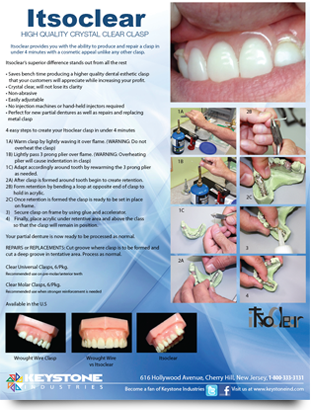 Itsoclear
HIGH QUALITY CRYSTAL CLEAR CLASP
Itsoclear provides you with the ability to produce and repair a clasp in
under 4 minutes with a cosmetic appeal unlike any other clasp.
Itsoclear's superior difference stands out from all the rest
• Saves bench time producing a higher quality dental esthetic clasp
that your customers will appreciate while increasing your profit.
• Crystal clear, will not lose its clarity
• Non-abrasive
• Easily adjustable
• No injection machines or hand-held injectors required
• Perfect for new partial dentures as well as repairs and replacing
metal clasp
4 easy steps to create your Itsoclear clasp in under 4 minutes
1A) Warm clasp by lightly waving it over flame. (WARNING: Do not
overheat the clasp)
1B) Lightly pass 3 prong plier over flame. (WARNING: Overheating
plier will cause indentation in clasp)
1C) Adapt accordingly around tooth by rewarming the 3 prong plier
as needed.
2A) After clasp is formed around tooth begin to create retention.
2B) Form retention by bending a loop at opposite end of clasp to
hold in acrylic.
2C) Once retention is formed the clasp is ready to be set in place
on frame.
3) Secure clasp on frame by using glue and accelerator.
4) Finally, place acrylic under retentive area and above the class
so that the clasp will remain in position.
Your partial denture is now ready to be processed as normal.
REPAIRS or REPLACEMENTS: Cut groove where clasp is to be formed and
cut a deep groove in tentative area. Process as normal.
Clear Universal Clasps, 6/Pkg.
Recommended use on pre-molar/anterior teeth
Clear Molar Clasps, 6/Pkg.
Recommended use when stronger reinforcement is needed
Available in the U.S
1A
2B
1B
2C
1C
3
2A
4
itsoclear
Wrought Wire Clasp
Wrought Wire
vs Itsoclear
Itsoclear
KEYSTONE
INDUSTRIES
616 Hollywood Avenue, Cherry Hill, New Jersey, 1-800-333-3131
Become a fan of Keystone Industries
Visit us at www.keystoneind.com